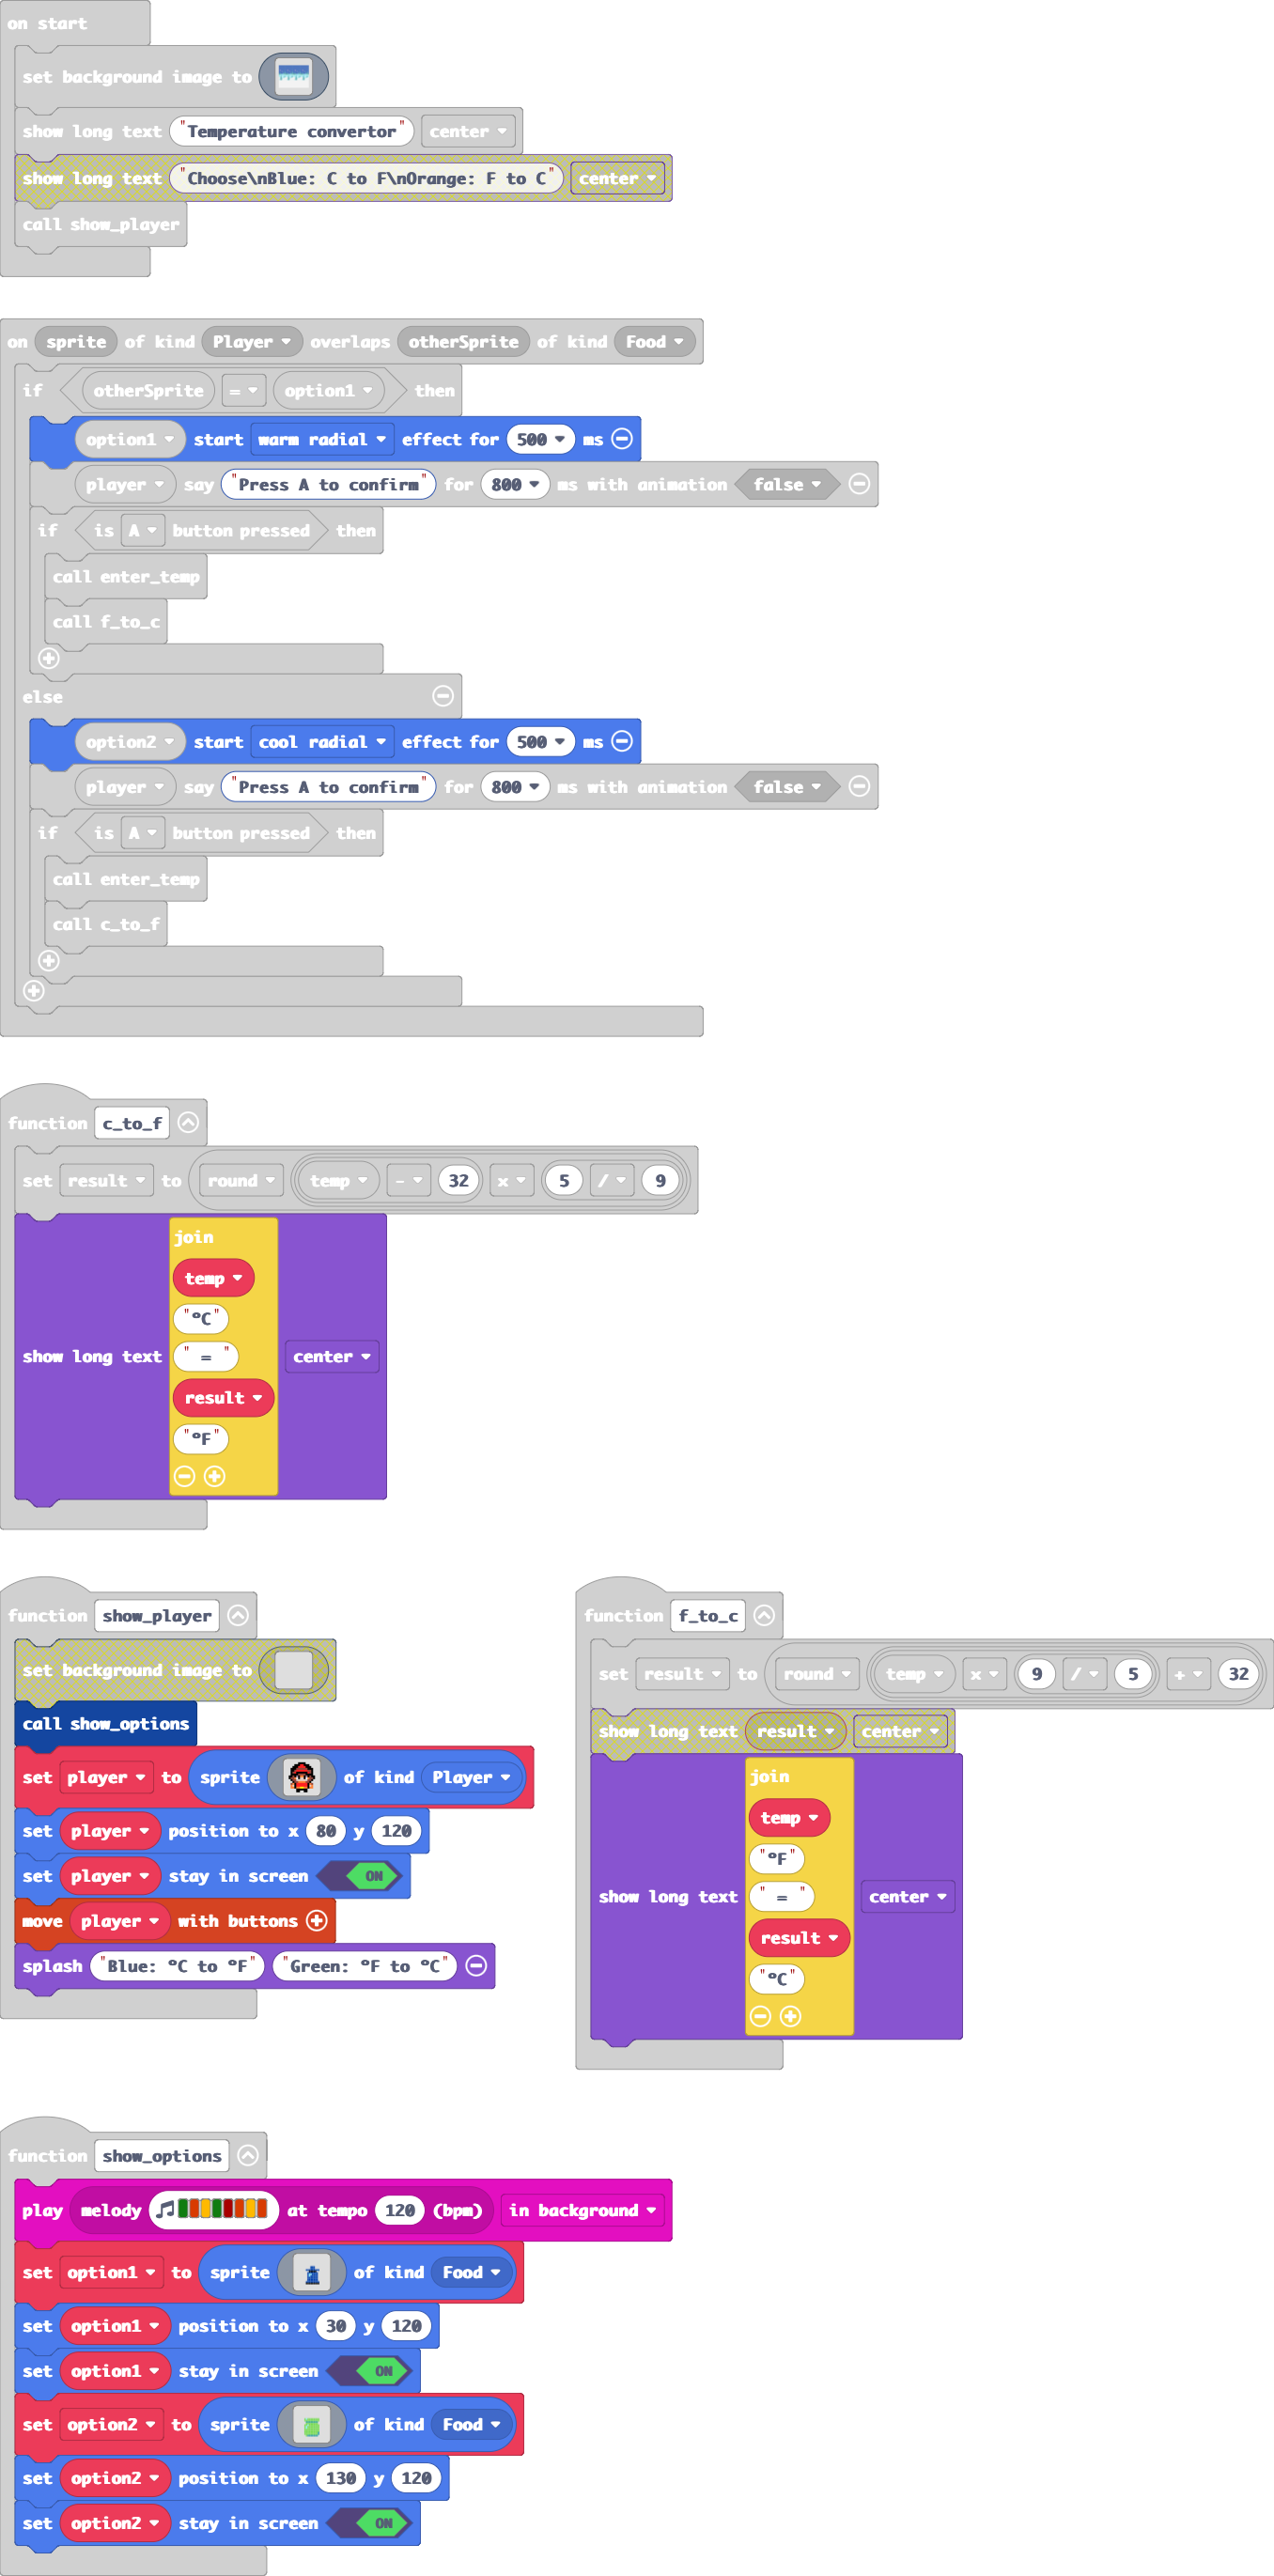 on start
set background image to
show long text "Temperature convertor" center
show long text "Choose\nBlue: C to F\nOrange: F to C" center
call show_player
on sprite of kind Player overlaps otherSprite of kind Food
if otherSprite = option1 then
option1 start warm radial effect for 500 ms
player say "Press A to confirm" for 800 ms with animation false
if is A button pressed then
call enter_temp
call f_to_c
else
option2 start cool radial effect for 500 ms
player say "Press A to confirm" for 800 ms with animation false
if is A button pressed then
call enter_temp
call c_to_f
function c_to_f
set result to round temp - 32 x 5 / 9
join
temp
"ºC"
" = "
show long text center
result
"ºF"
function show_player
set background image to
call show_options
set player to sprite of kind Player
set player position to x 80 y 120
set player stay in screen ON
move player with buttons
splash "Blue: ºC to ºF" "Green: ºF to ºC"
function f_to_c
set result to round temp x 9 / 5 + 32
show long text result center
join
temp
"ºF"
" = "
show long text center
result
"ºC"
function show_options
play melody at tempo 120 (bpm) in background
set option1 to sprite of kind Food
set option1 position to x 30 y 120
set option1 stay in screen ON
set option2 to sprite of kind Food
set option2 position to x 130 y 120
set option2 stay in screen ON